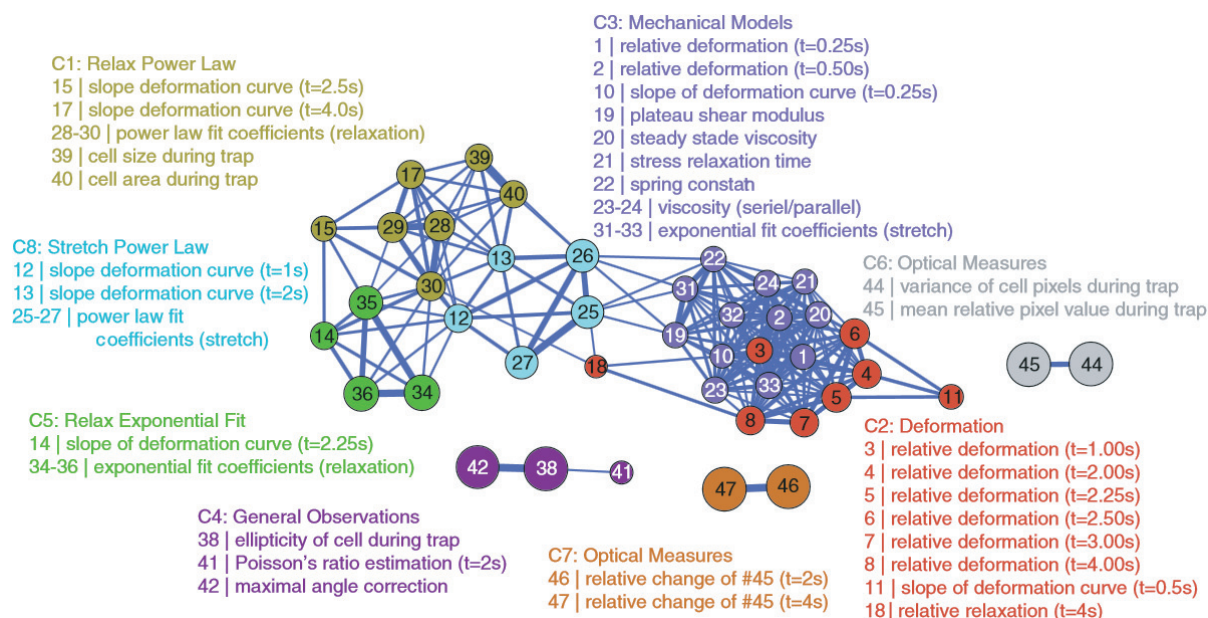 C1: Relax Power Law
15 | slope deformation curve (t=2.5s)
17 | slope deformation curve (t=4.0s)
28-30 | power law fit coefficients (relaxation)
39 | cell size during trap
40 | cell area during trap
C3: Mechanical Models
1 | relative deformation (t=0.25s)
2 | relative deformation (t=0.50s)
10 | slope of deformation curve (t=0.25s)
19 | plateau shear modulus
20 | steady stade viscosity
21 | stress relaxation time
22 | spring constah
23-24 | viscosity (seriel/parallel)
31-33 | exponential fit coefficients (stretch)
C8: Stretch Power Law
12 | slope deformation curve (t=1s)
13 | slope deformation curve (t=2s)
25-27 | power law fit
coefficients (stretch)
C6: Optical Measures
44 | variance of cell pixels during trap
45 | mean relative pixel value during trap
39
17
40
15
29
28
13
26
30
35
12
25
14
27
18
36
34
22
31
24
21
32
2
20
19
6
10
3
1
4
23
33
5
11
8
7
45
44
C5: Relax Exponential Fit
14 | slope of deformation curve (t=2.25s)
34-36 | exponential fit coefficients (relaxation)
42
38
41
47
46
C4: General Observations
38 | ellipticity of cell during trap
41 | Poisson's ratio estimation (t=2s)
42 | maximal angle correction
C7: Optical Measures
46 | relative change of #45 (t=2s)
47 | relative change of #45 (t=4s)
C2: Deformation
3 | relative deformation (t=1.00s)
4 | relative deformation (t=2.00s)
5 | relative deformation (t=2.25s)
6 | relative deformation (t=2.50s)
7 | relative deformation (t=3.00s)
8 | relative deformation (t=4.00s)
11 | slope of deformation curve (t=0.5s)
18 | relative relaxation (t=4s)